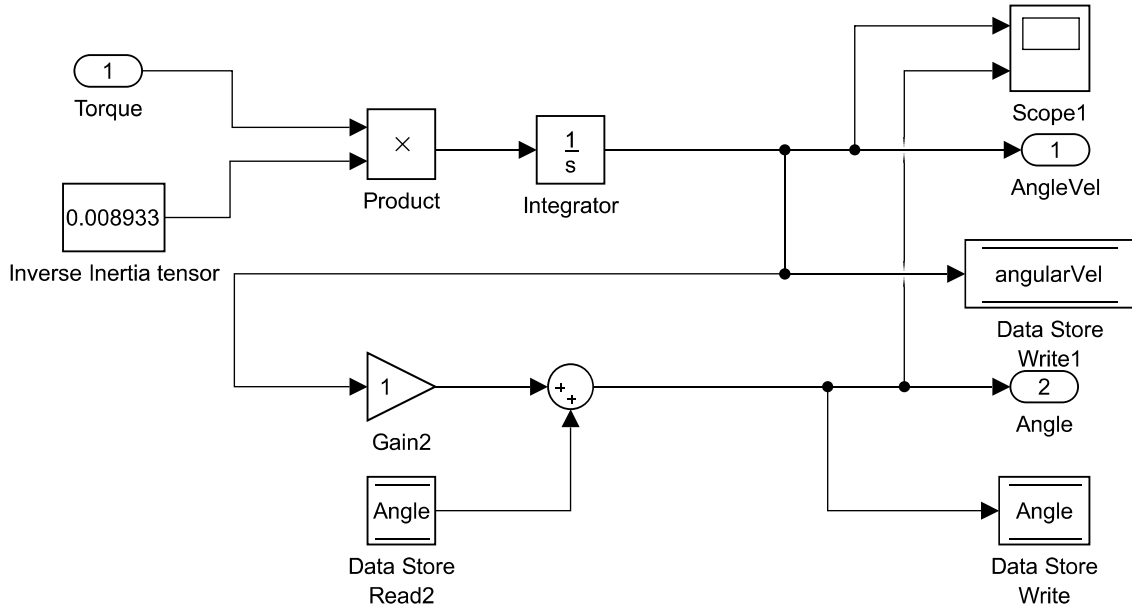 1
Torque
Scope1
×
Product
1
s
Integrator
1
AngleVel
0.008933
Inverse Inertia tensor
angularVel
Data Store
Write1
1
Gain2
+
+
2
Angle
Angle
Data Store
Read2
Angle
Data Store
Write